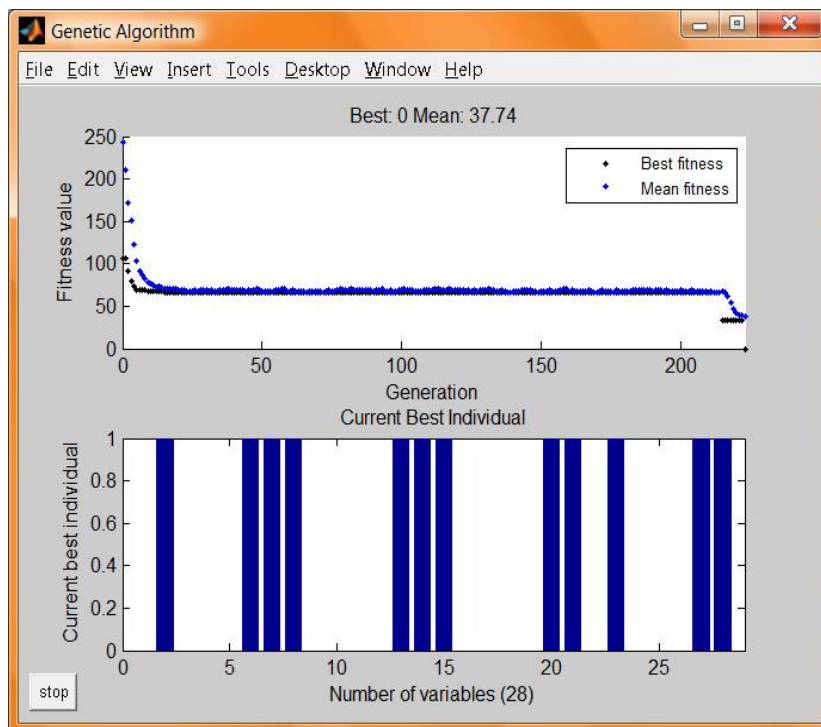 Genetic Algorithm
File Edit View Insert Tools Desktop Window Help
Best: 0 Mean: 37.74
250
200
150
100
50
0
Fitness value
Best fitness
Mean fitness
0 50 100 150 200
Generation
Current Best Individual
1
0.8
0.6
0.4
0.2
0
Current best individual
0 5 10 15 20 25
Number of variables (28)
stop